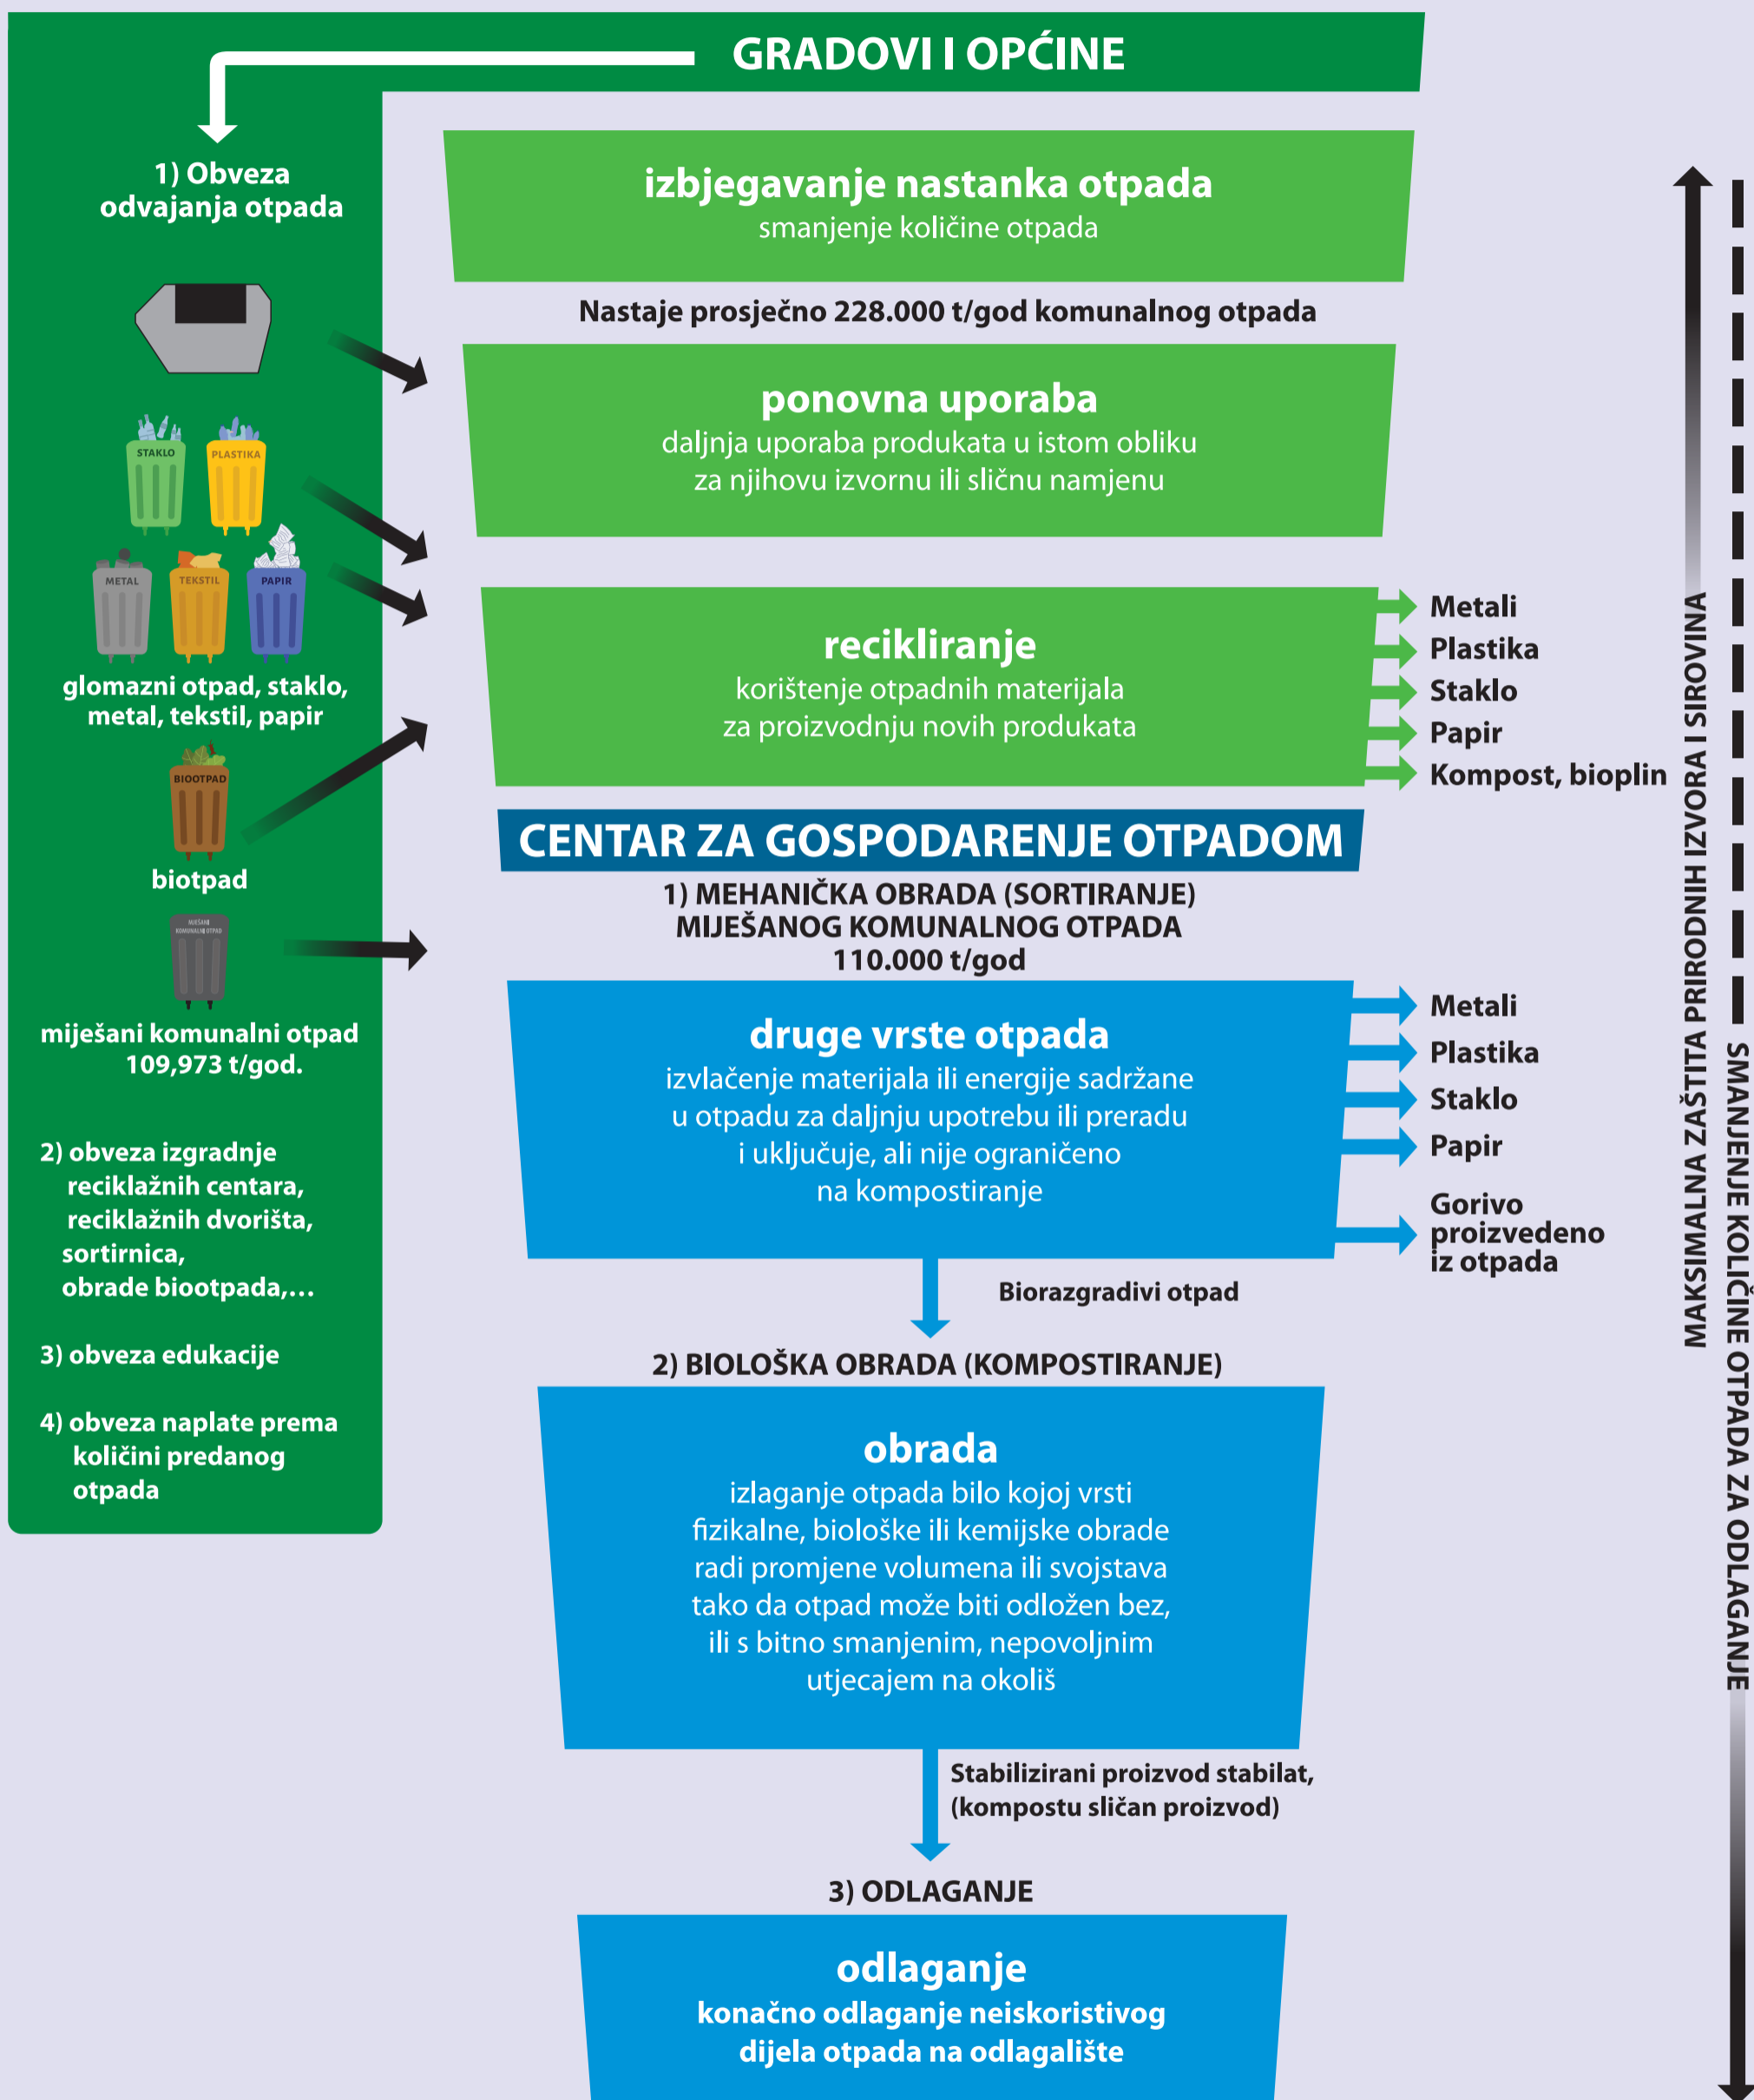 GRADOVI I OPĆINE
1) Obveza
odvajanja otpada
STAKLO
PLASTIKA
METAL
TEKSTIL
PAPIR
glomazni otpad, staklo,
metal, tekstil, papir
BIOOTPAD
biotpad
MIJEŠANI
KOMUNALNI OTPAD
miješani komunalni otpad
109,973 t/god.
2) obveza izgradnje
reciklažnih centara,
reciklažnih dvorišta,
sortirnica,
obrade biootpada,...
3) obveza edukacije
4) obveza naplate prema
količini predanog
otpada
izbjegavanje nastanka otpada
smanjenje količine otpada
Nastaje prosječno 228.000 t/god komunalnog otpada
ponovna uporaba
daljnja uporaba produkata u istom obliku
za njihovu izvornu ili sličnu namjenu
recikliranje
korištenje otpadnih materijala
za proizvodnju novih produkata
Metali
Plastika
Staklo
Papir
Kompost, bioplin
CENTAR ZA GOSPODARENJE OTPADOM
1) MEHANIČKA OBRADA (SORTIRANJE)
MIJEŠANOG KOMUNALNOG OTPADA
110.000 t/god
druge vrste otpada
izvlačenje materijala ili energije sadržane
u otpadu za daljnju upotrebu ili preradu
i uključuje, ali nije ograničeno
na kompostiranje
Metali
Plastika
Staklo
Papir
Gorivo
proizvedeno
iz otpada
Biorazgradivi otpad
2) BIOLOŠKA OBRADA (KOMPOSTIRANJE)
obrada
izlaganje otpada bilo kojoj vrsti
fizikalne, biološke ili kemijske obrade
radi promjene volumena ili svojstava
tako da otpad može biti odložen bez,
ili s bitno smanjenim, nepovoljnim
utjecajem na okoliš
Stabilizirani proizvod stabilat,
(kompostu sličan proizvod)
3) ODLAGANJE
odlaganje
konačno odlaganje neiskoristivog
dijela otpada na odlagalište
MAKSIMALNA ZAŠTITA PRIRODNIH IZVORA I SIROVINA
SMANJENJE KOLIČINE OTPADA ZA ODLAGANJE